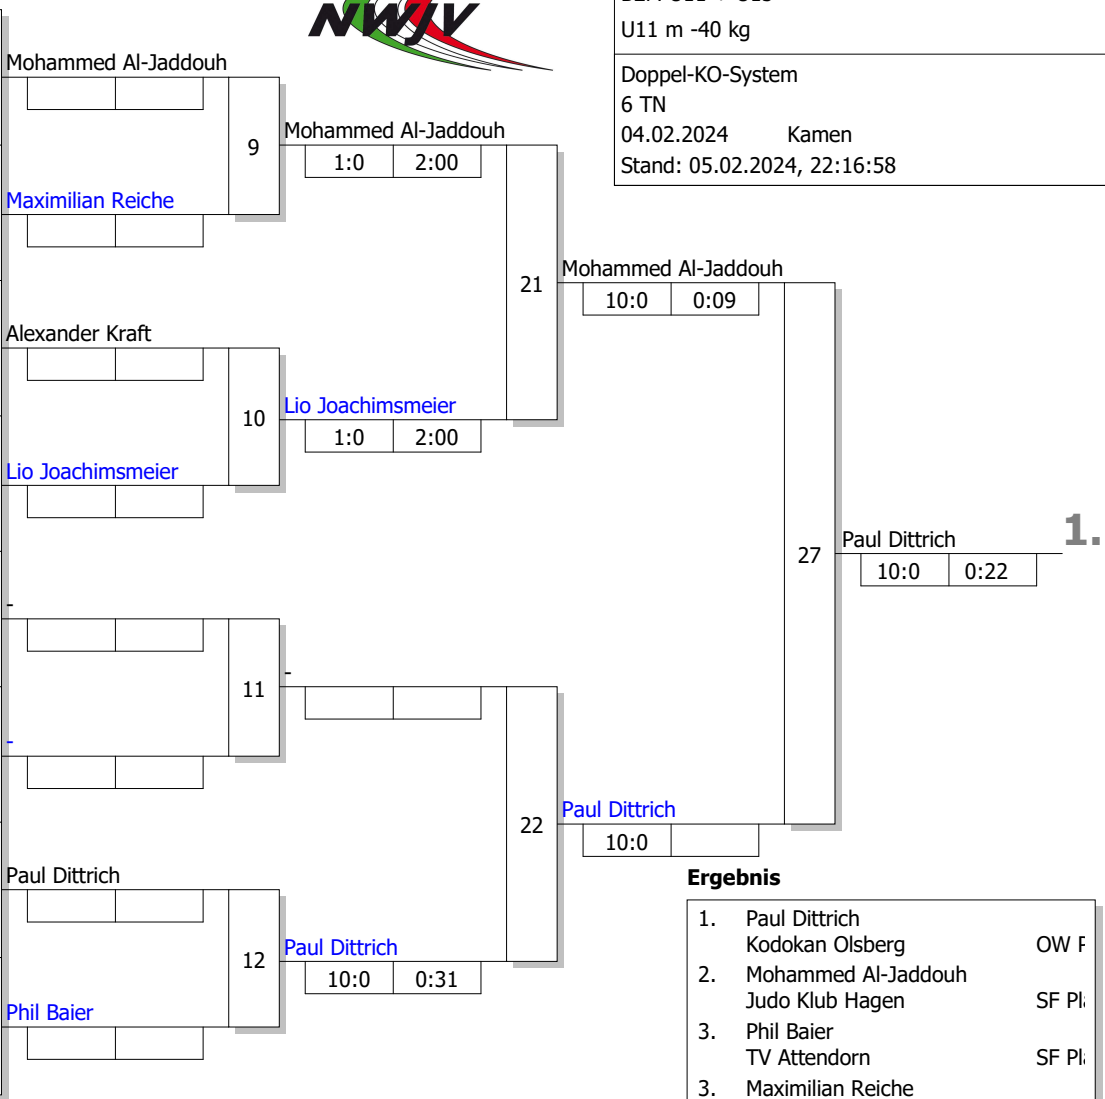 NWJV
U11 m -40 kg
Doppel-KO-System
6 TN
04.02.2024 Kamen
Stand: 05.02.2024, 22:16:58
Mohammed Al-Jaddouh
9
Maximilian Reiche
Mohammed Al-Jaddouh
1:0 2:00
21
Alexander Kraft
10
Lio Joachimsmeier
Lio Joachimsmeier
1:0 2:00
Mohammed Al-Jaddouh
10:0 0:09
27
Paul Dittrich
10:0 0:22
1.
-
11
-
-
22
Paul Dittrich
10:0
Paul Dittrich
12
Phil Baier
Paul Dittrich
10:0 0:31
Ergebnis
1. Paul Dittrich
Kodokan Olsberg OW
2. Mohammed Al-Jaddouh
Judo Klub Hagen SF
3. Phil Baier
TV Attendorn SF
3. Maximilian Reiche